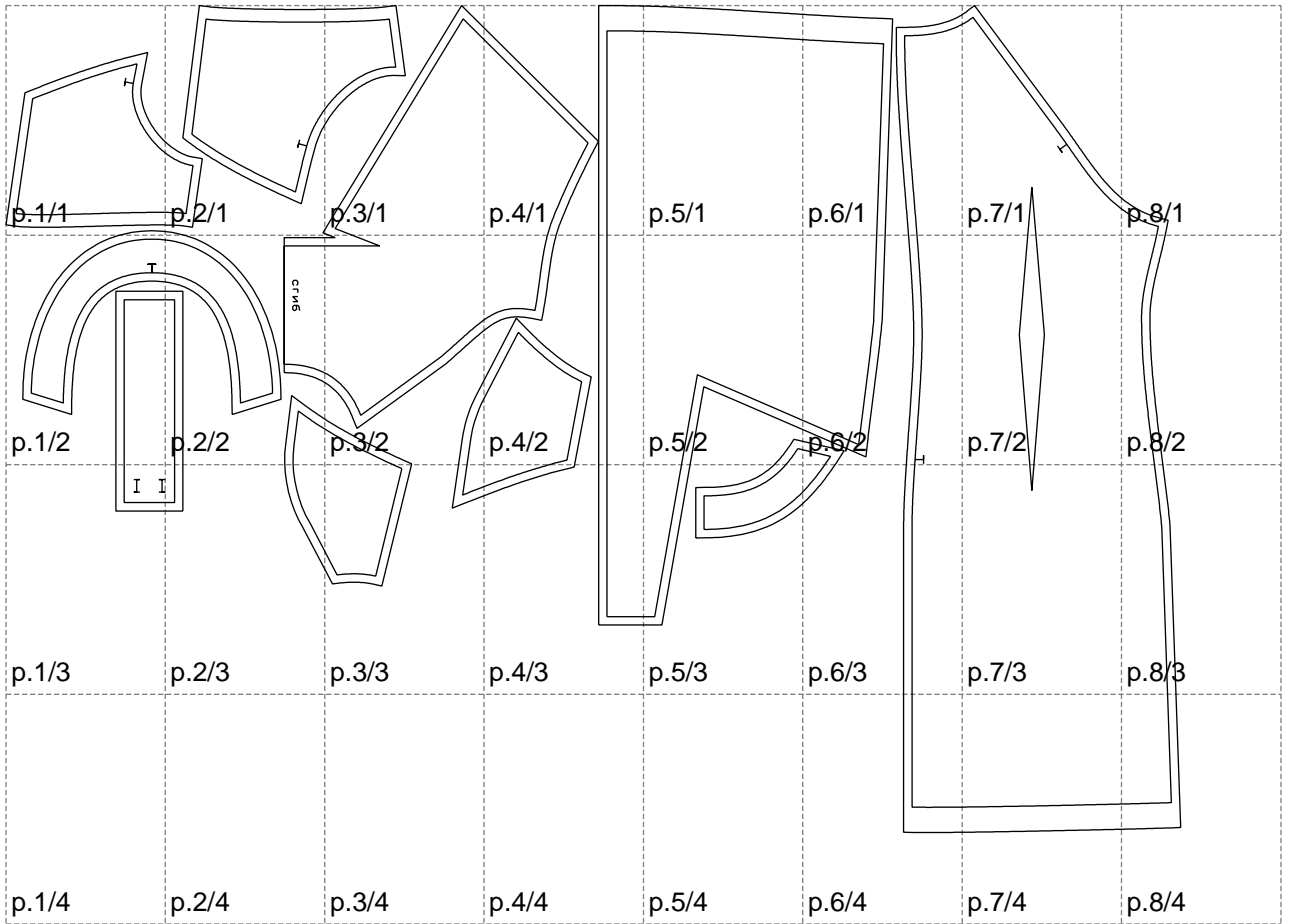 p.1/1 p.2/1 p.3/1 p.4/1 p.5/1 p.6/1 p.7/1 p.8/1
сгиб
p.1/2 p.2/2 p.3/2 p.4/2 p.5/2 p.6/2 p.7/2 p.8/2
p.1/3 p.2/3 p.3/3 p.4/3 p.5/3 p.6/3 p.7/3 p.8/3
p.1/4 p.2/4 p.3/4 p.4/4 p.5/4 p.6/4 p.7/4 p.8/4